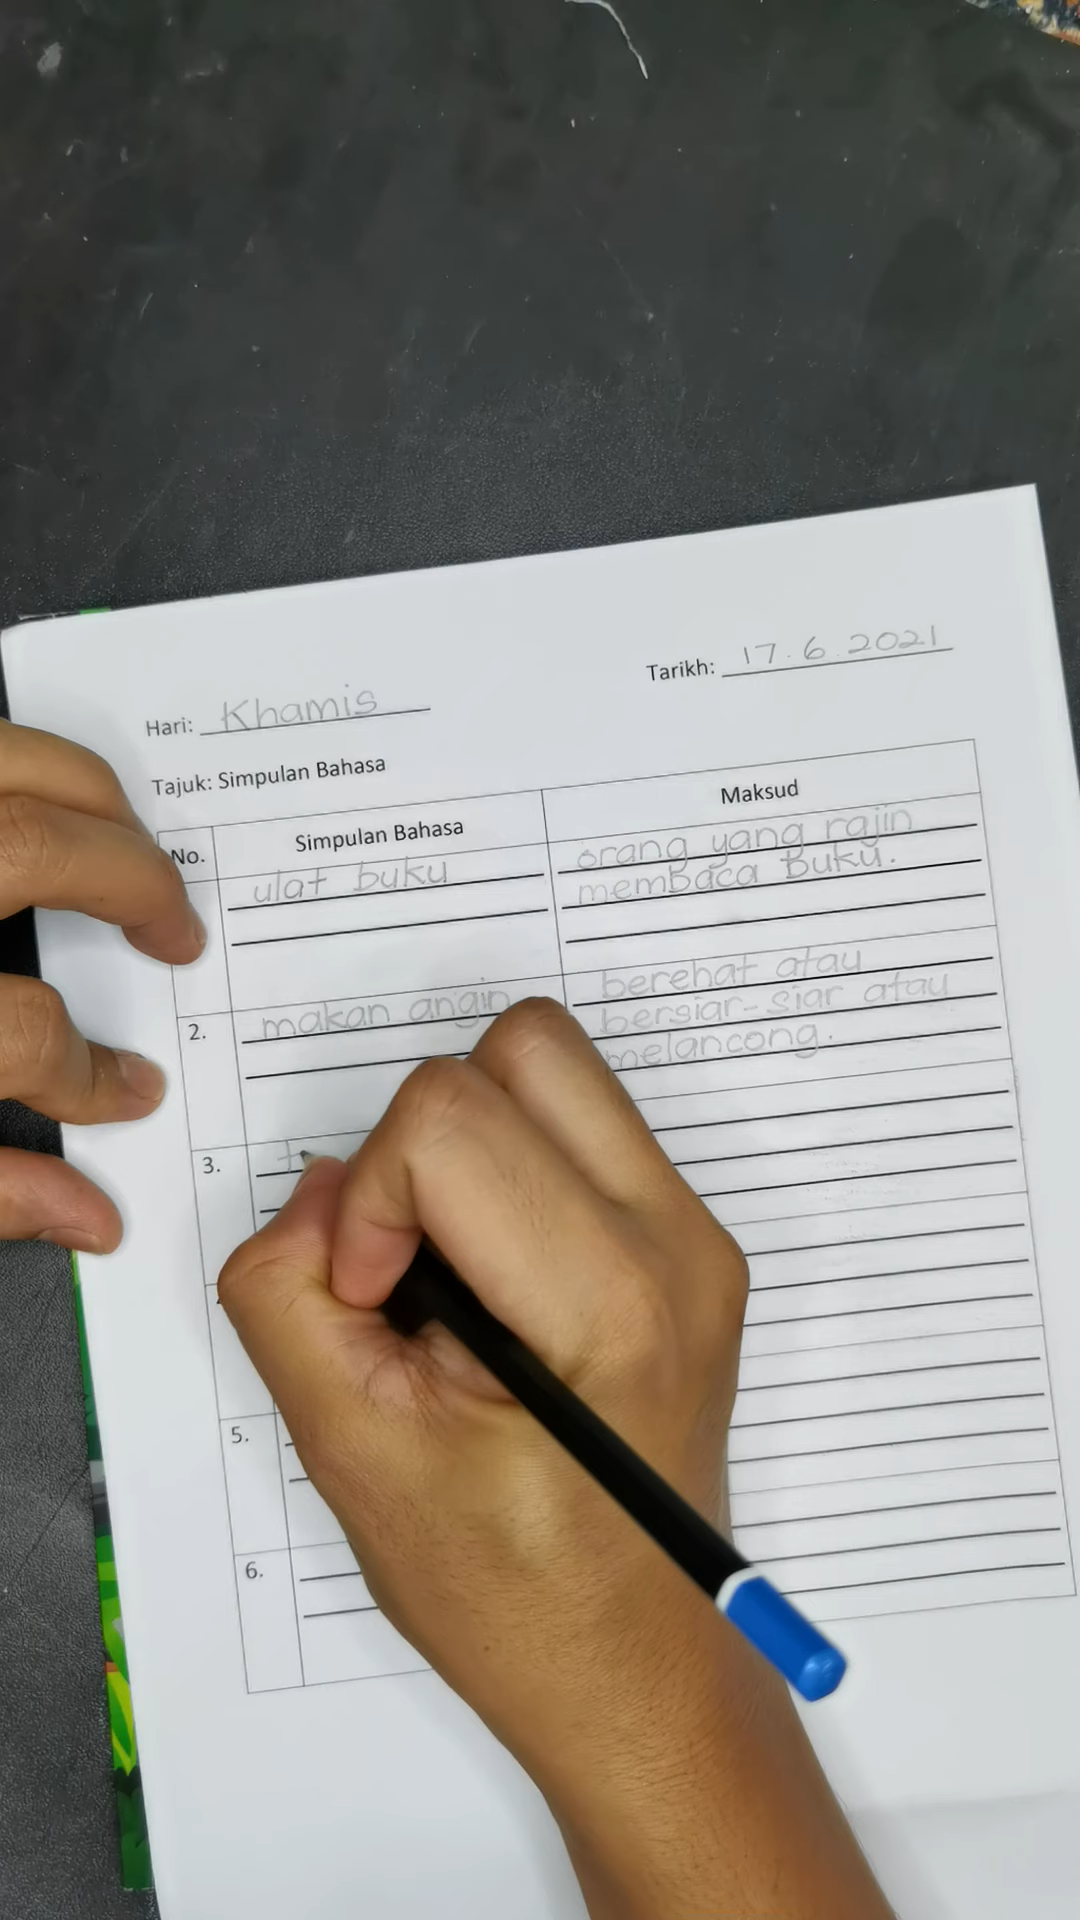 Hari: Khamis
Tarikh: 17.6.2021
Tajuk: Simpulan Bahasa
No.
Simpulan Bahasa
Maksud
ulat buku
orang yang rajin
membaca Buku.
2.
makan angin
berehat atau
bersiar-siar atau
melancong.
3.
5.
6.